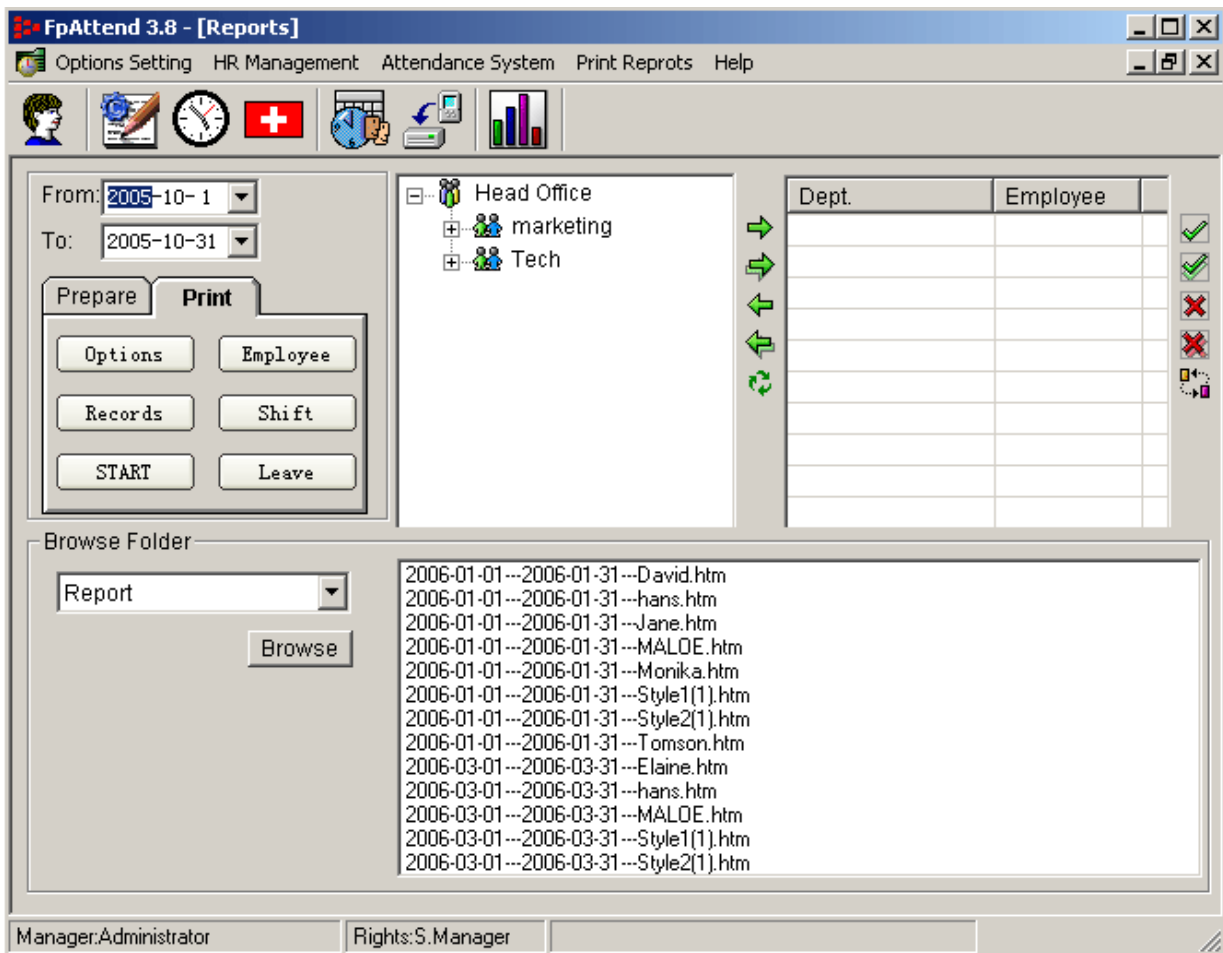 FpAttend 3.8 - [Reports]
Options Setting HR Management Attendance System Print Reprots Help
From: 2005-10- 1
To: 2005-10-31
Prepare Print
Options Employee
Records Shift
START Leave
Head Office
marketing
Tech
Dept. Employee
Browse Folder
Report
Browse
2006-01-01---2006-01-31---David.htm
2006-01-01---2006-01-31---hans.htm
2006-01-01---2006-01-31---Jane.htm
2006-01-01---2006-01-31---MALOE.htm
2006-01-01---2006-01-31---Monika.htm
2006-01-01---2006-01-31---Style1(1).htm
2006-01-01---2006-01-31---Style2(1).htm
2006-01-01---2006-01-31---Tomson.htm
2006-03-01---2006-03-31---Elaine.htm
2006-03-01---2006-03-31---hans.htm
2006-03-01---2006-03-31---MALOE.htm
2006-03-01---2006-03-31---Style1(1).htm
2006-03-01---2006-03-31---Style2(1).htm
Manager:Administrator Rights:S.Manager